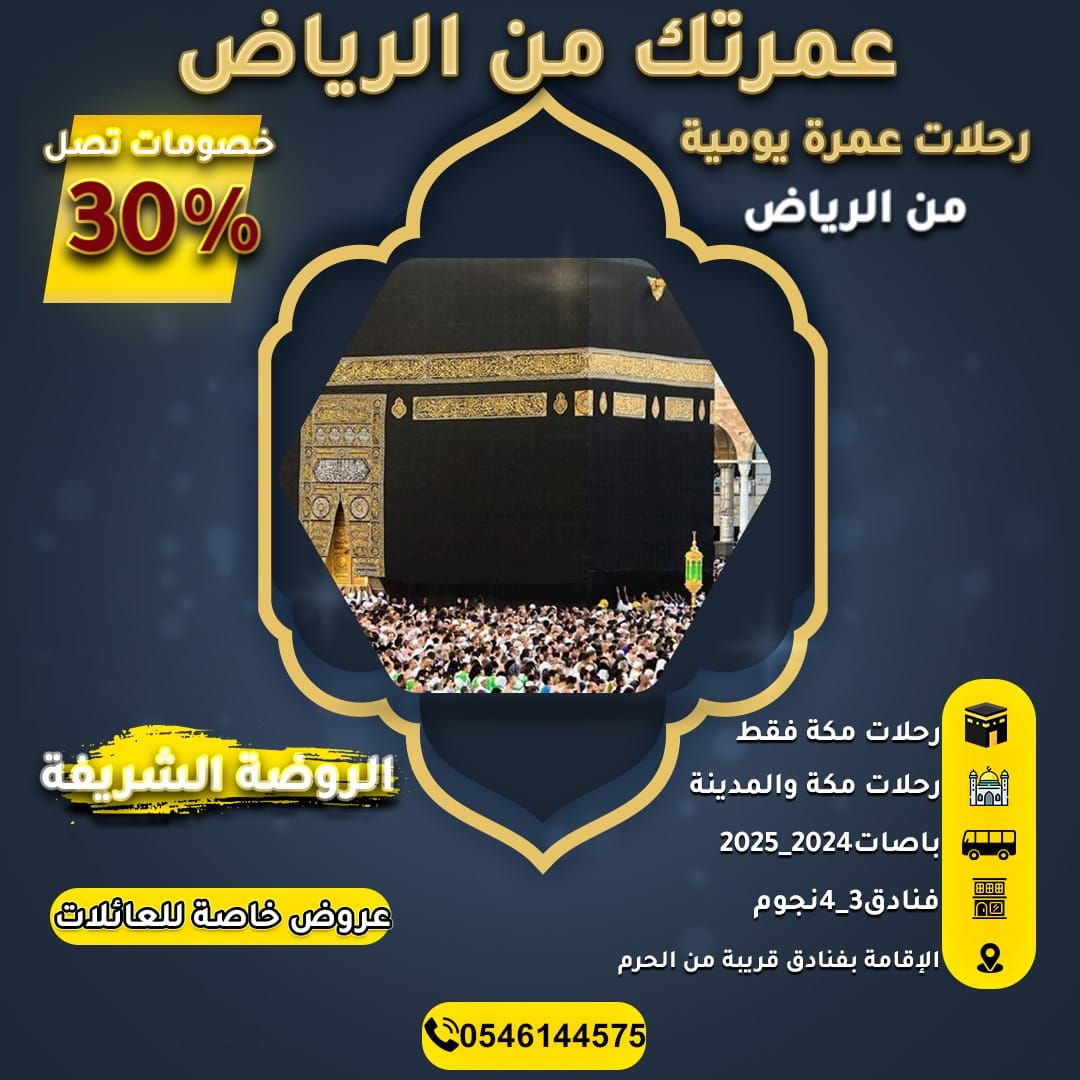 عمرتك من الرياض
رحلات عمرة يومية
من الرياض
خصومات تصل
30%
رحلات مكة فقط
رحلات مكة والمدينة
باصات2024_2025
فنادق3_4نجوم
الإقامة بفنادق قريبة من الحرم
الروضة الشريفة
عروض خاصة للعائلات
0546144575